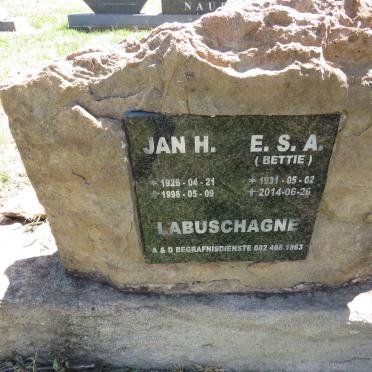 NAU
JAN H. E. S. A.
( BETTIE )
* 1926 - 04 - 21 * 1931 - 05 - 02
+ 1996 - 05 - 09 + 2014-06-26
LABUSCHAGNE
A & D BEGRAFNISDIENSTE 082 466 1863